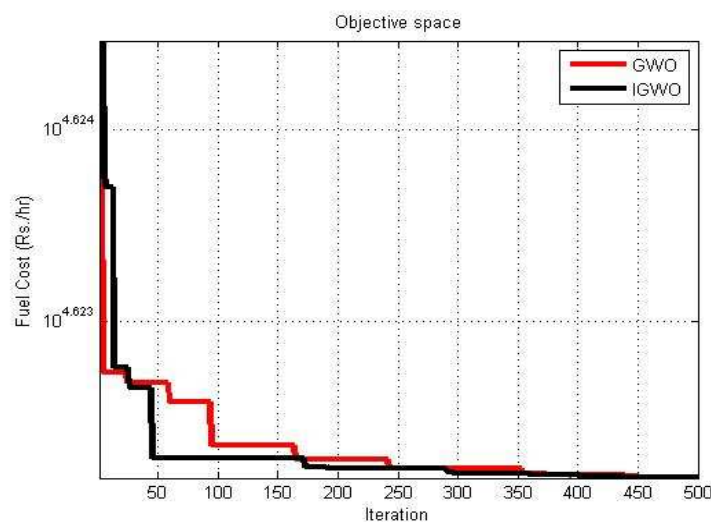 Objective space
GWO
IGWO
10^4.624
10^4.623
Fuel Cost (Rs./hr)
50 100 150 200 250 300 350 400 450 500
Iteration